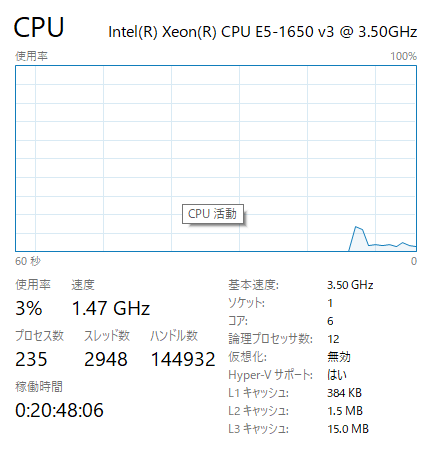 CPU Intel(R) Xeon(R) CPU E5-1650 v3 @ 3.50GHz
使用率 100%
CPU 活動
60 秒 0
使用率 速度
3% 1.47 GHz
プロセス数 スレッド数 ハンドル数
235 2948 144932
稼働時間
0:20:48:06
基本速度: 3.50 GHz
ソケット: 1
コア: 6
論理プロセッサ数: 12
仮想化: 無効
Hyper-V サポート: はい
L1 キャッシュ: 384 KB
L2 キャッシュ: 1.5 MB
L3 キャッシュ: 15.0 MB